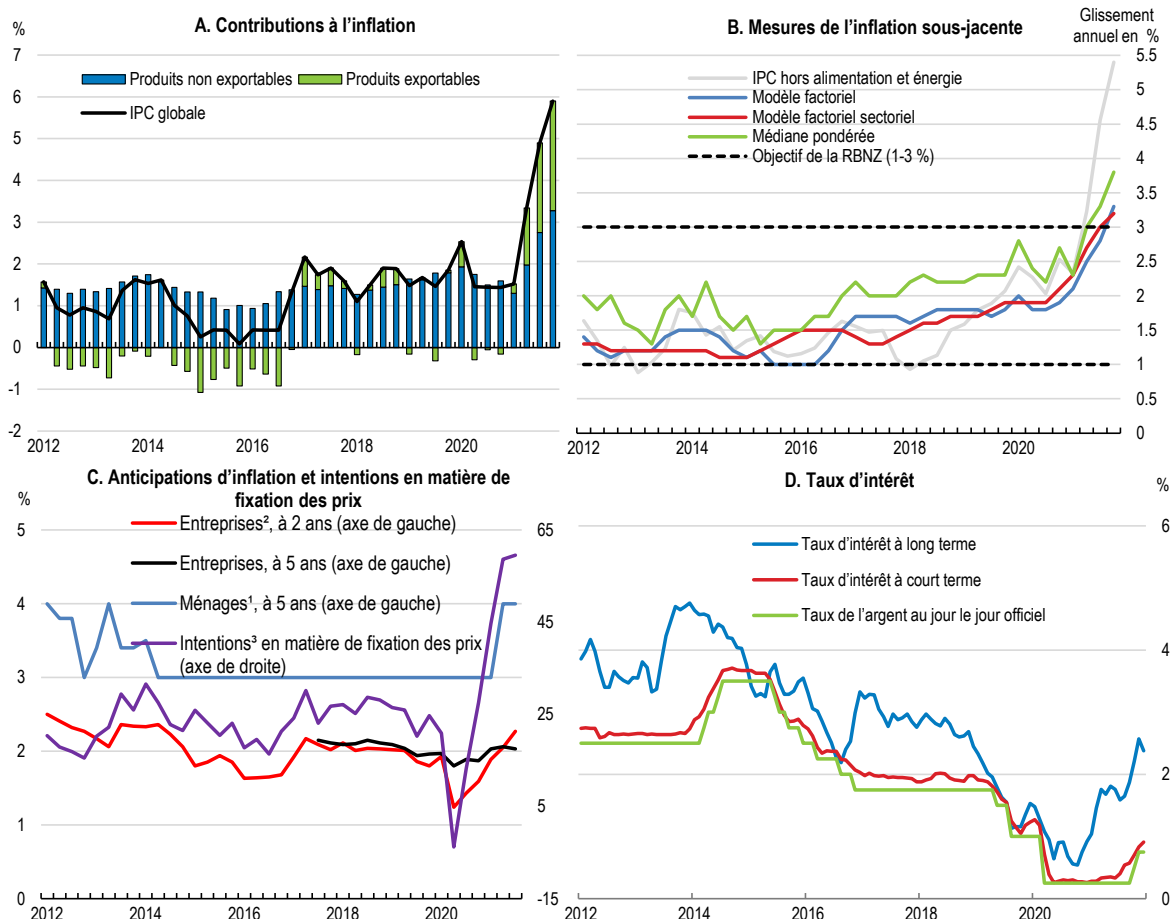 A. Contributions à l'inflation
%
7
6
5
4
3
2
1
0
-1
-2
Produits non exportables
Produits exportables
IPC globale
2012 2014 2016 2018 2020
B. Mesures de l'inflation sous-jacente
Glissement
annuel en %
5.5
5
4.5
4
3.5
3
2.5
2
1.5
1
0.5
0
IPC hors alimentation et énergie
Modèle factoriel
Modèle factoriel sectoriel
Médiane pondérée
Objectif de la RBNZ (1-3 %)
2012 2014 2016 2018 2020
C. Anticipations d'inflation et intentions en matière de
fixation des prix
%
5
4
3
2
1
0
65
45
25
5
-15
Entreprises², à 2 ans (axe de gauche)
Entreprises, à 5 ans (axe de gauche)
Ménages¹, à 5 ans (axe de gauche)
Intentions³ en matière de fixation des prix
(axe de droite)
2012 2014 2016 2018 2020
D. Taux d'intérêt
%
6
4
2
0
Taux d'intérêt à long terme
Taux d'intérêt à court terme
Taux de l'argent au jour le jour officiel
2012 2014 2016 2018 2020